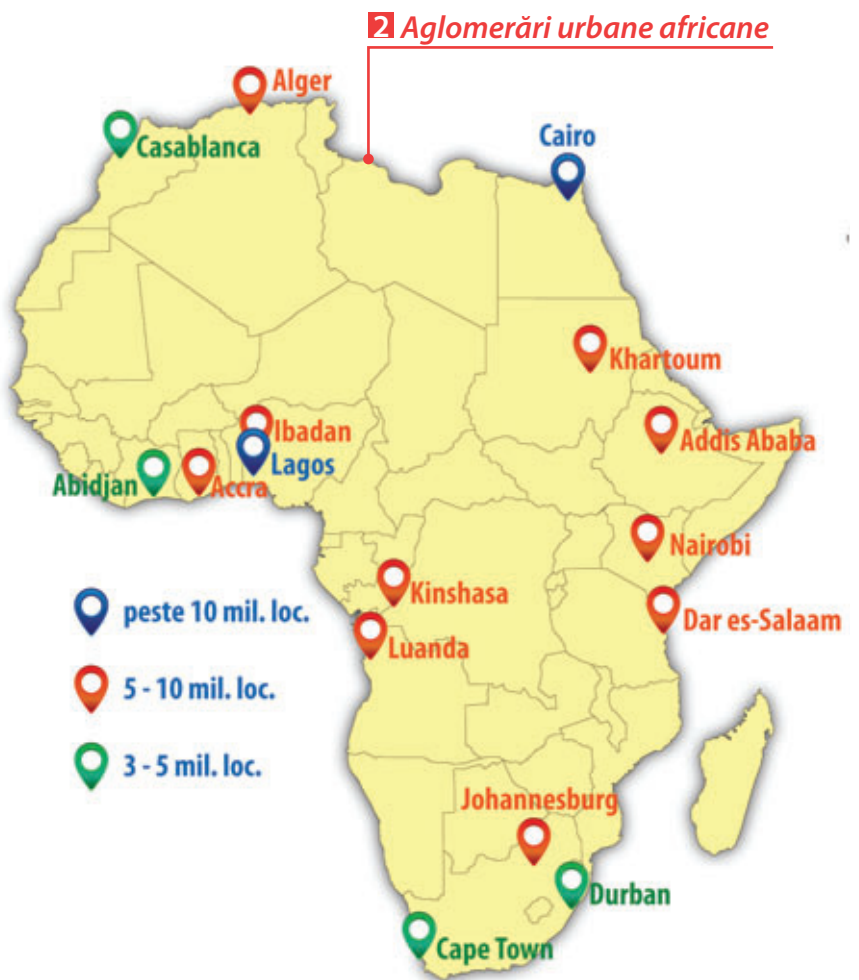 2 Aglomerări urbane africane
Alger
Casablanca
Cairo
Khartoum
Ibadan
Addis Ababa
Lagos
Abidjan
Accra
Nairobi
Kinshasa
peste 10 mil. loc.
Dar es-Salaam
Luanda
5 - 10 mil. loc.
3 - 5 mil. loc.
Johannesburg
Durban
Cape Town